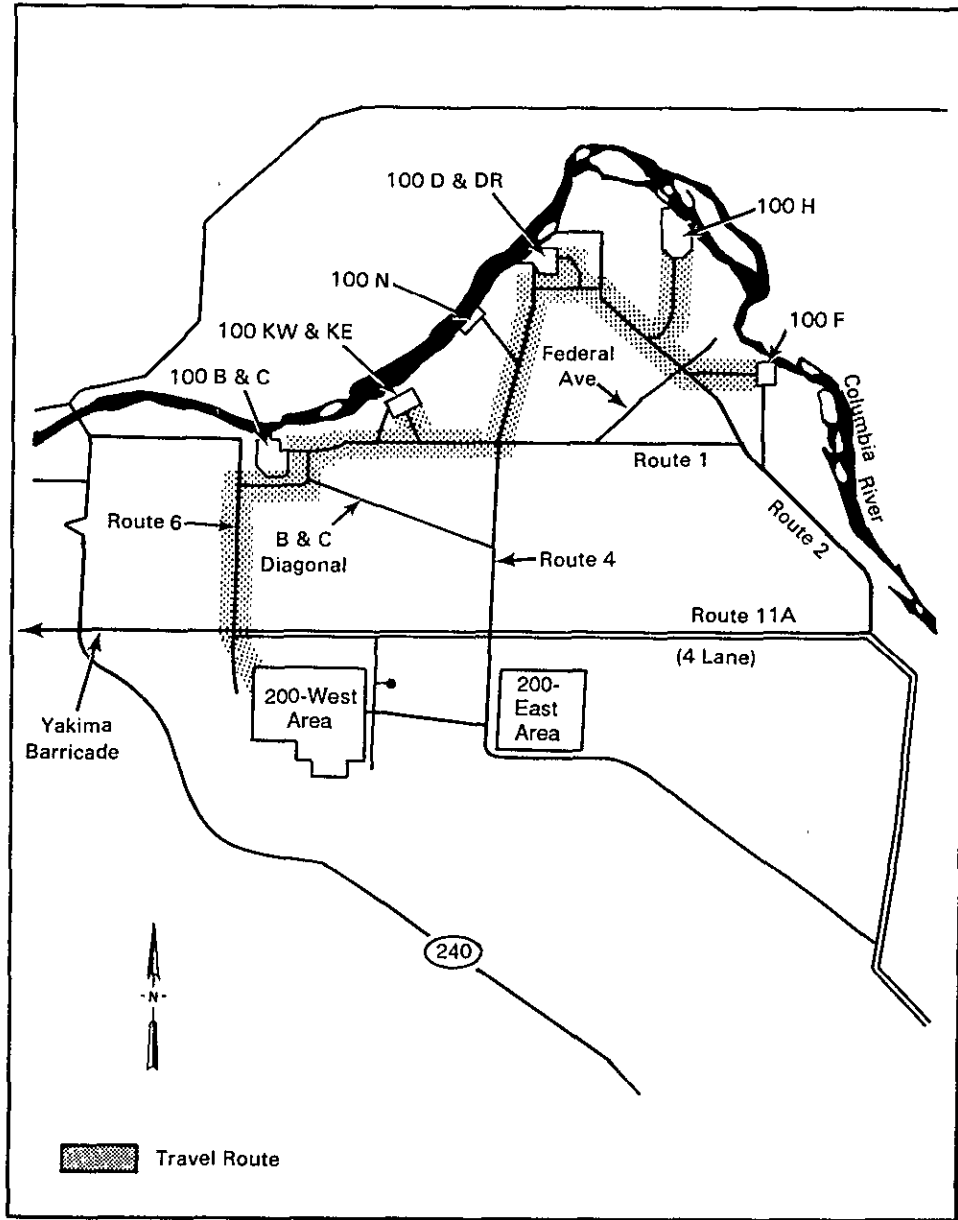 100 D & DR
100 H
100 N
100 KW & KE
100 F
Federal
Ave
100 B & C
Columbia
River
Route 1
Route 6
B & C
Diagonal
Route 4
Route 2
Route 11A
(4 Lane)
200-West
Area
200-
East
Area
Yakima
Barricade
240
-N-
Travel Route